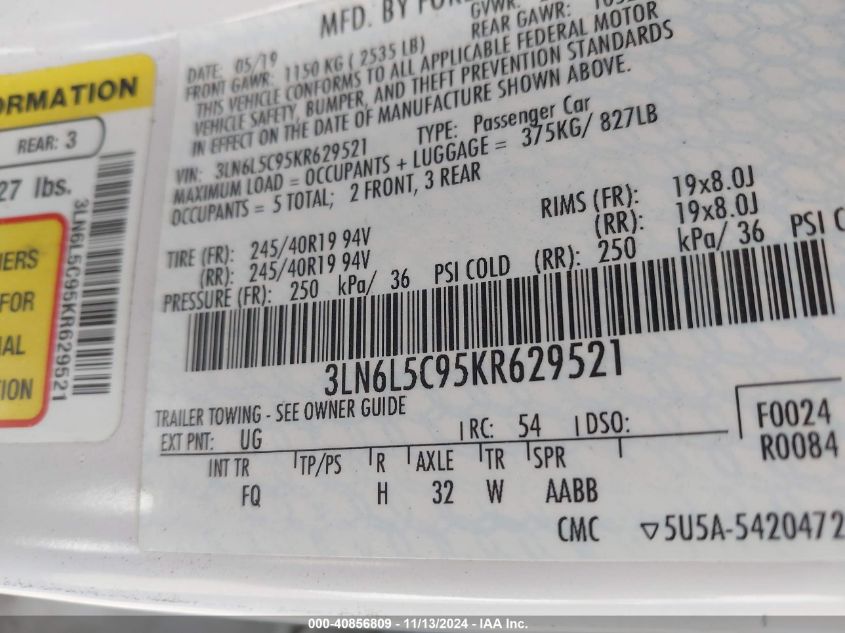 MFD. BY FORD
GVWR:
DATE: 05/19
REAR GAWR:
FRONT GAWR: 1150 KG ( 2535 LB)
THIS VEHICLE CONFORMS TO ALL APPLICABLE FEDERAL MOTOR
VEHICLE SAFETY, BUMPER, AND THEFT PREVENTION STANDARDS
IN EFFECT ON THE DATE OF MANUFACTURE SHOWN ABOVE.
VIN: 3LN6L5C95KR629521
TYPE: Passenger Car
MAXIMUM LOAD = OCCUPANTS + LUGGAGE = 375KG/ 827LB
OCCUPANTS = 5 TOTAL; 2 FRONT, 3 REAR
TIRE (FR): 245/40R19 94V
RIMS (FR): 19x8.0J
(RR): 245/40R19 94V
(RR): 19x8.0J
PRESSURE (FR): 250 kPa/ 36 PSI COLD (RR): 250 kPa/ 36 PSI C
3LN6L5C95KR629521
TRAILER TOWING - SEE OWNER GUIDE
EXT PNT: UG RC: 54 DSO:
F0024
R0084
INT TR TP/PS R AXLE TR SPR
FQ H 32 W AABB
CMC ▽5U5A-5420472
ORMATION
REAR: 3
27 lbs.
IERS
FOR
IAL
TION
3LN6L5C95KR629521
000-40856809 - 11/13/2024 - IAA Inc.